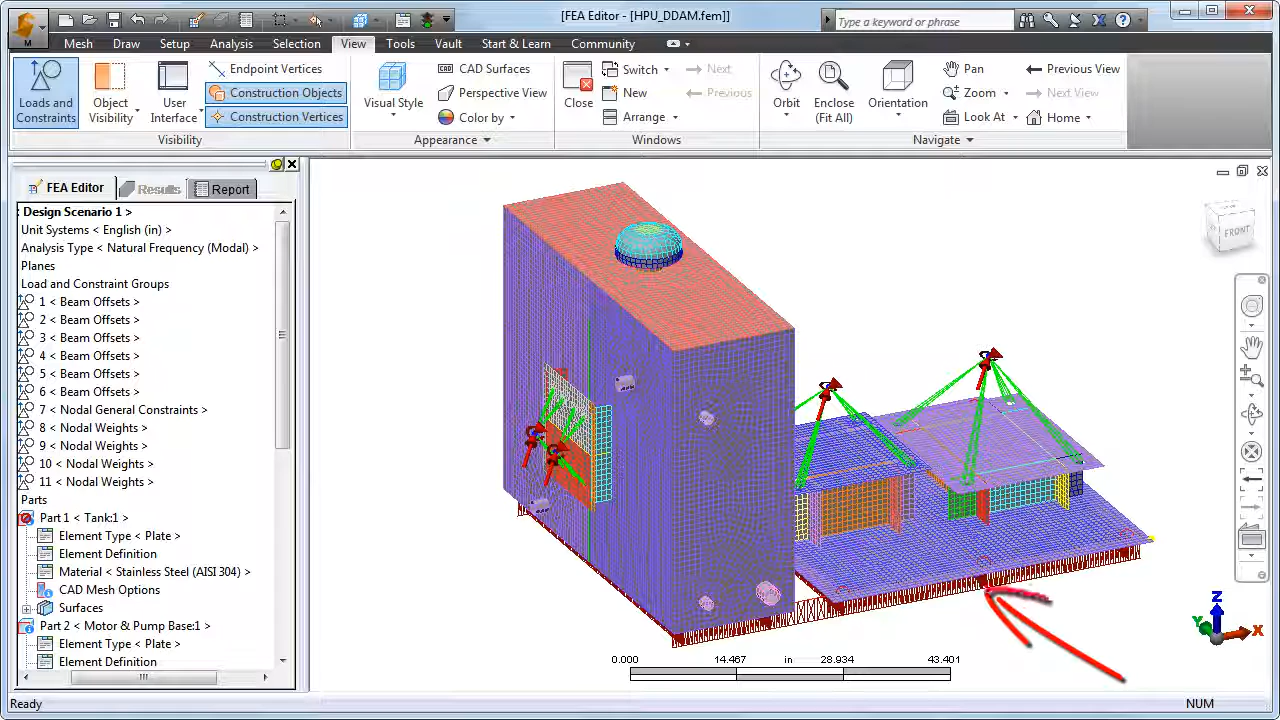 [FEA Editor - [HPU_DDAM.fem]]
Type a keyword or phrase
M
Mesh Draw Setup Analysis Selection View Tools Vault Start & Learn Community
Loads and Constraints
Object Visibility
User Interface
Endpoint Vertices
Construction Objects
Construction Vertices
Visibility
Visual Style
CAD Surfaces
Perspective View
Color by
Appearance
Close
Switch
New
Arrange
Next
Previous
Windows
Orbit
Enclose (Fit All)
Orientation
Pan
Zoom
Look At
Previous View
Next View
Home
Navigate
FEA Editor Results Report
Design Scenario 1 >
Unit Systems < English (in) >
Analysis Type < Natural Frequency (Modal) >
Planes
Load and Constraint Groups
1 < Beam Offsets >
2 < Beam Offsets >
3 < Beam Offsets >
4 < Beam Offsets >
5 < Beam Offsets >
6 < Beam Offsets >
7 < Nodal General Constraints >
8 < Nodal Weights >
9 < Nodal Weights >
10 < Nodal Weights >
11 < Nodal Weights >
Parts
Part 1 < Tank:1 >
Element Type < Plate >
Element Definition
Material < Stainless Steel (AISI 304) >
CAD Mesh Options
Surfaces
Part 2 < Motor & Pump Base:1 >
Element Type < Plate >
Element Definition
FRONT
Z
Y
X
0.000 14.467 in 28.934 43.401
Ready
NUM